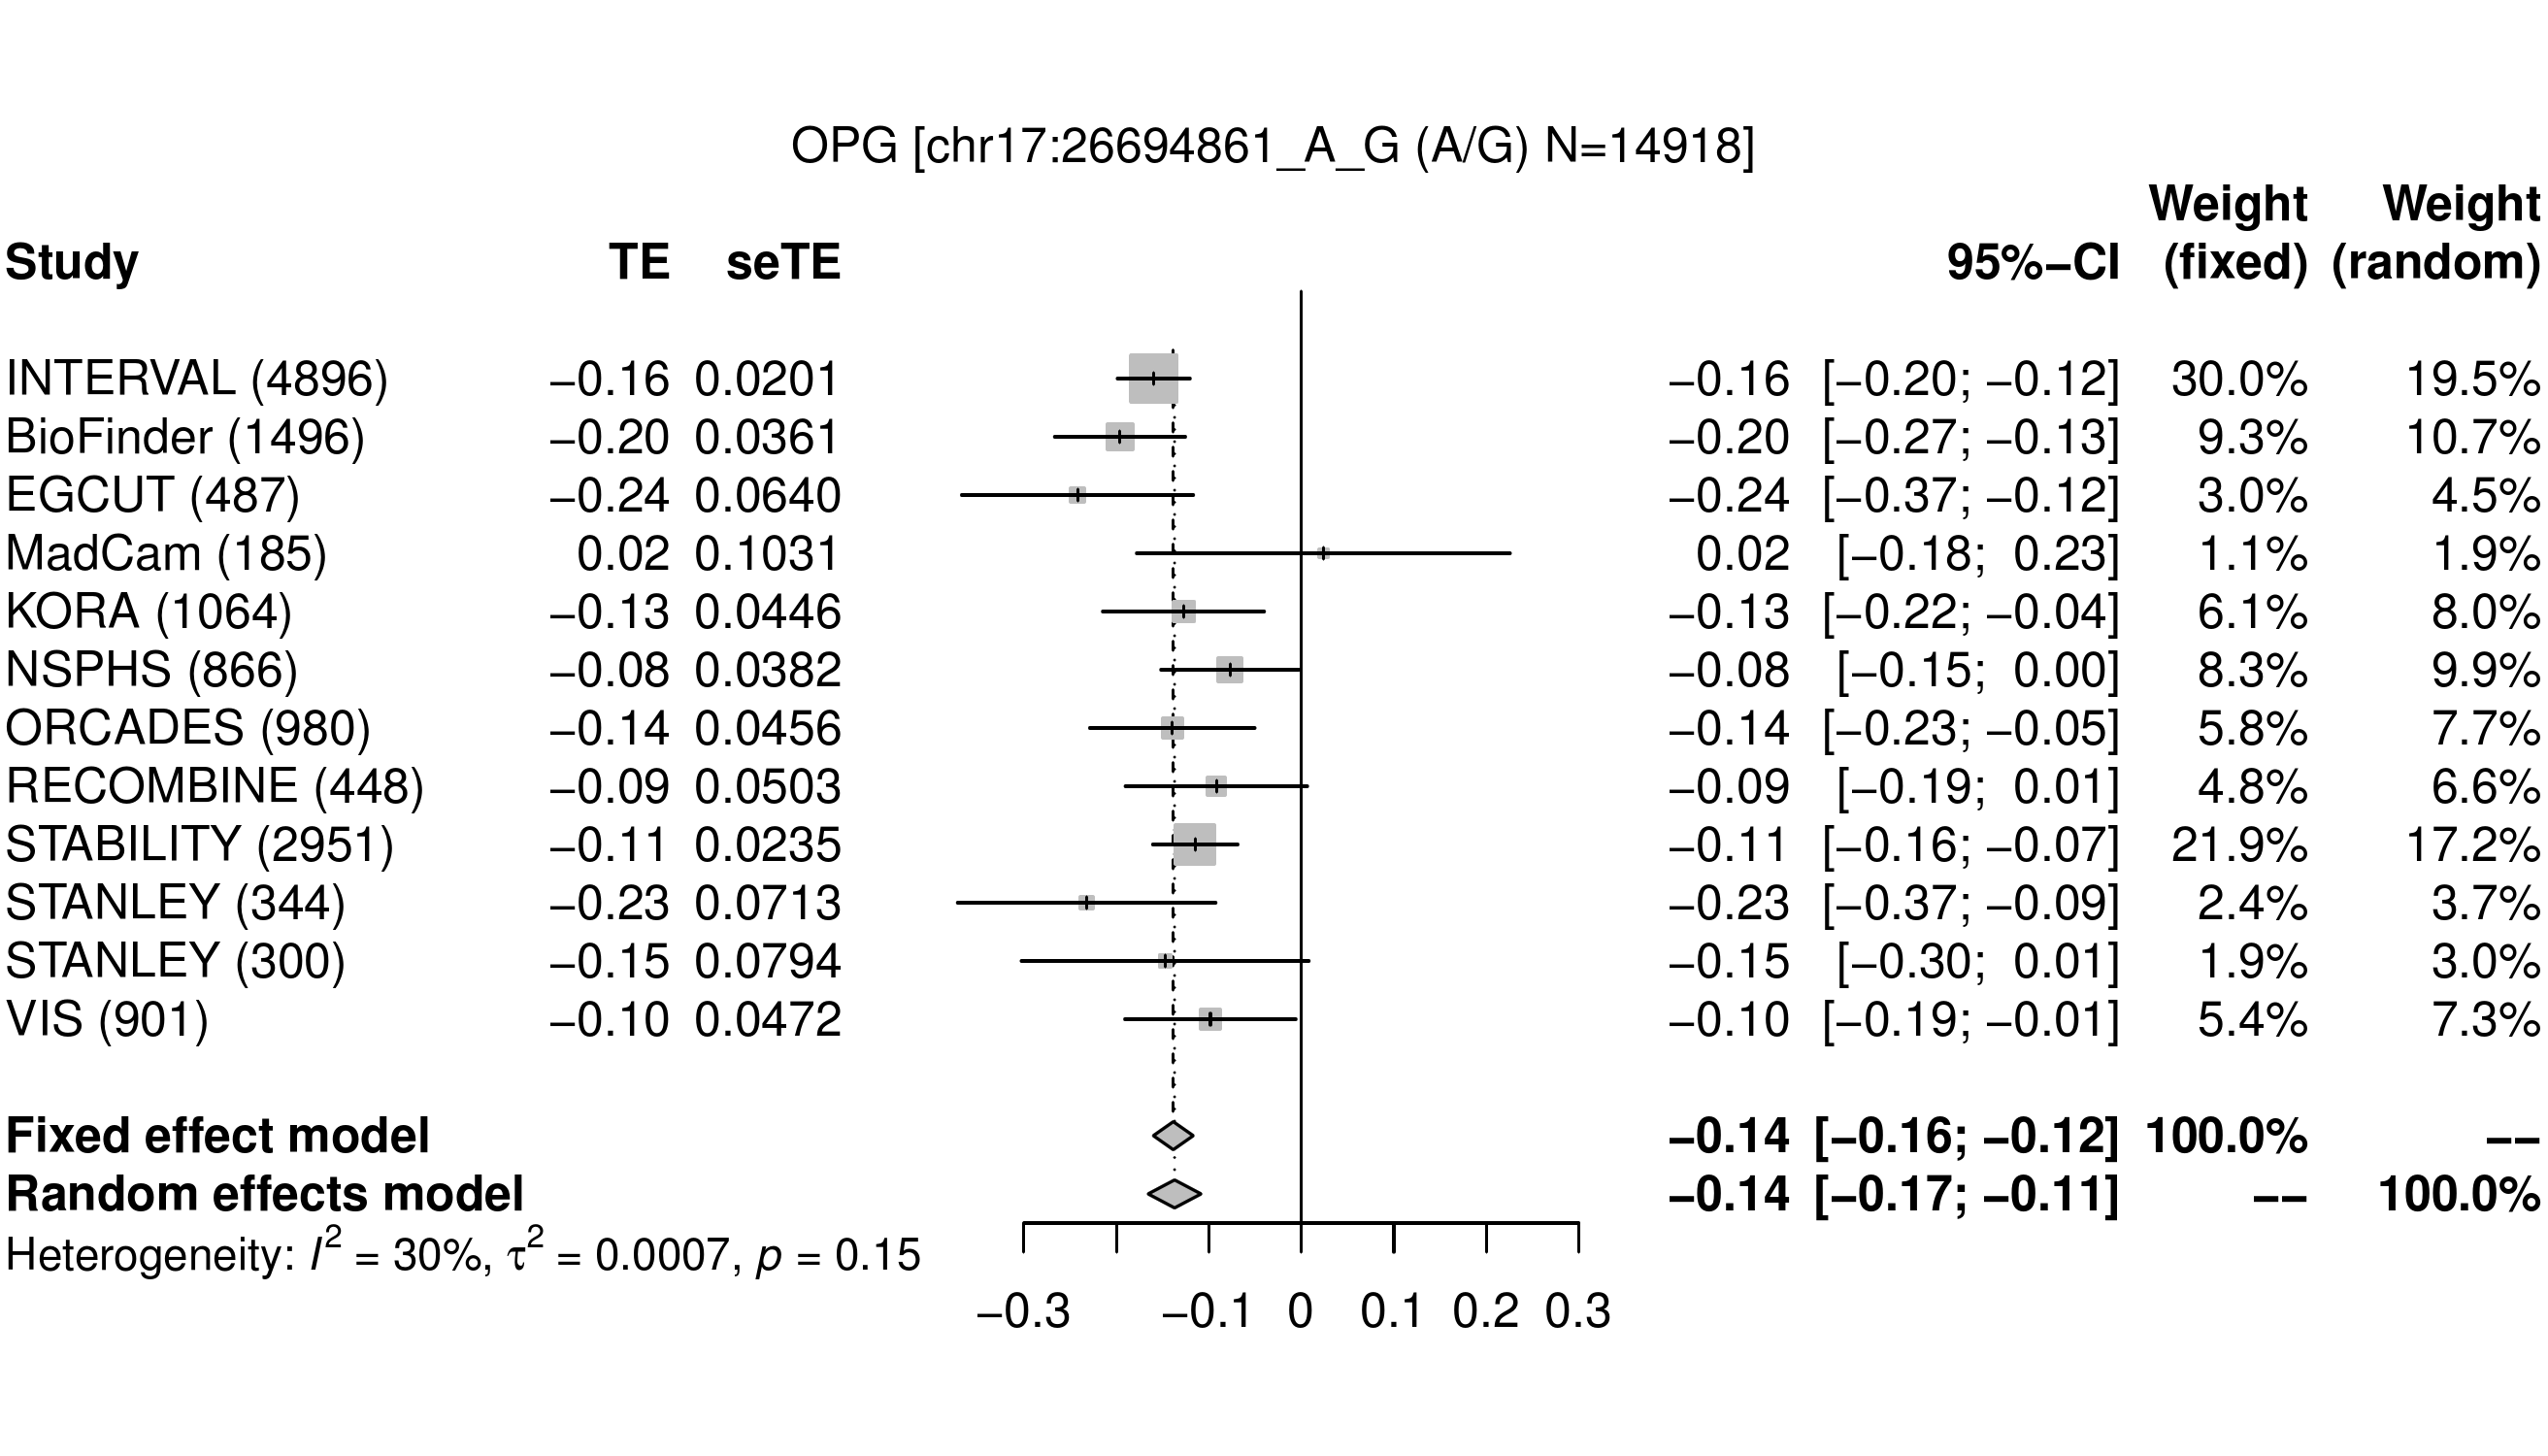 OPG [chr17:26694861_A_G (A/G) N=14918]
Weight Weight
Study TE seTE 95%−CI (fixed) (random)
INTERVAL (4896) −0.16 0.0201 −0.16 [−0.20; −0.12] 30.0% 19.5%
BioFinder (1496) −0.20 0.0361 −0.20 [−0.27; −0.13] 9.3% 10.7%
EGCUT (487) −0.24 0.0640 −0.24 [−0.37; −0.12] 3.0% 4.5%
MadCam (185) 0.02 0.1031 0.02 [−0.18; 0.23] 1.1% 1.9%
KORA (1064) −0.13 0.0446 −0.13 [−0.22; −0.04] 6.1% 8.0%
NSPHS (866) −0.08 0.0382 −0.08 [−0.15; 0.00] 8.3% 9.9%
ORCADES (980) −0.14 0.0456 −0.14 [−0.23; −0.05] 5.8% 7.7%
RECOMBINE (448) −0.09 0.0503 −0.09 [−0.19; 0.01] 4.8% 6.6%
STABILITY (2951) −0.11 0.0235 −0.11 [−0.16; −0.07] 21.9% 17.2%
STANLEY (344) −0.23 0.0713 −0.23 [−0.37; −0.09] 2.4% 3.7%
STANLEY (300) −0.15 0.0794 −0.15 [−0.30; 0.01] 1.9% 3.0%
VIS (901) −0.10 0.0472 −0.10 [−0.19; −0.01] 5.4% 7.3%
Fixed effect model −0.14 [−0.16; −0.12] 100.0% −−
Random effects model −0.14 [−0.17; −0.11] −− 100.0%
Heterogeneity: I² = 30%, τ² = 0.0007, p = 0.15
−0.3 −0.1 0 0.1 0.2 0.3